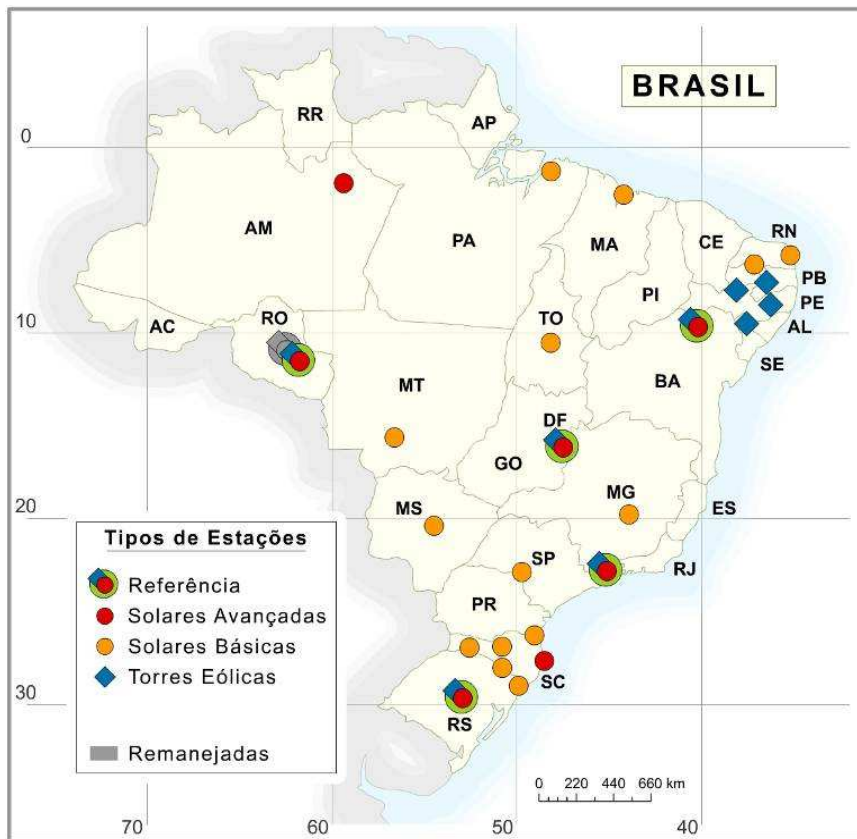 BRASIL
RR
AP
0
AM
PA
MA
CE
RN
PB
PI
PE
AL
AC
RO
TO
10
SE
BA
MT
DF
GO
MG
ES
MS
20
SP
RJ
PR
SC
RS
30
Tipos de Estações
Referência
Solares Avançadas
Solares Básicas
Torres Eólicas
Remanejadas
0 220 440 660 km
70 60 50 40